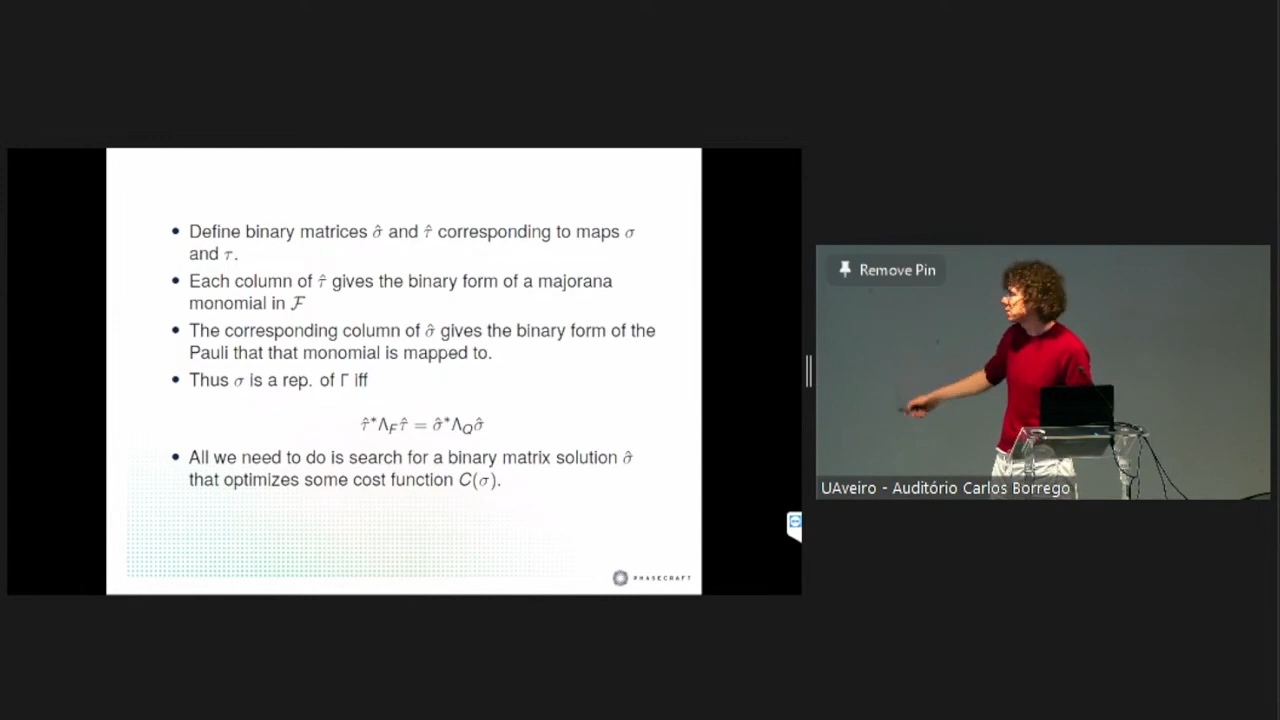 • Define binary matrices σ̂ and τ̂ corresponding to maps σ
and τ.
• Each column of τ̂ gives the binary form of a majorana
monomial in ℱ
• The corresponding column of σ̂ gives the binary form of the
Pauli that that monomial is mapped to.
• Thus σ is a rep. of Γ iff
τ̂*Λ_F τ̂ = σ̂*Λ_Q σ̂
• All we need to do is search for a binary matrix solution σ̂
that optimizes some cost function C(σ).
PHASECRAFT
Remove Pin
UAveiro - Auditório Carlos Borrego